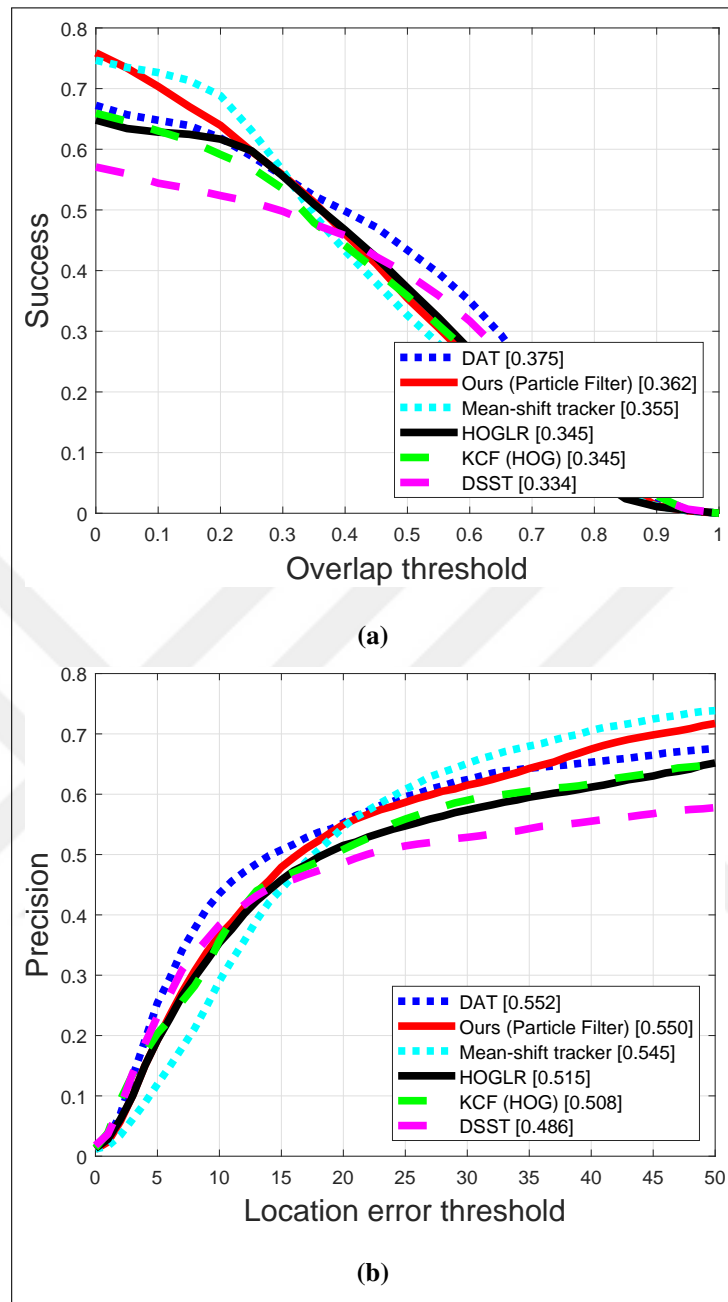 0.8
0.7
0.6
0.5
0.4
0.3
0.2
0.1
0
Success
DAT [0.375]
Ours (Particle Filter) [0.362]
Mean-shift tracker [0.355]
HOGLR [0.345]
KCF (HOG) [0.345]
DSST [0.334]
0 0.1 0.2 0.3 0.4 0.5 0.6 0.7 0.8 0.9 1
Overlap threshold
(a)
0.8
0.7
0.6
0.5
0.4
0.3
0.2
0.1
0
Precision
DAT [0.552]
Ours (Particle Filter) [0.550]
Mean-shift tracker [0.545]
HOGLR [0.515]
KCF (HOG) [0.508]
DSST [0.486]
0 5 10 15 20 25 30 35 40 45 50
Location error threshold
(b)